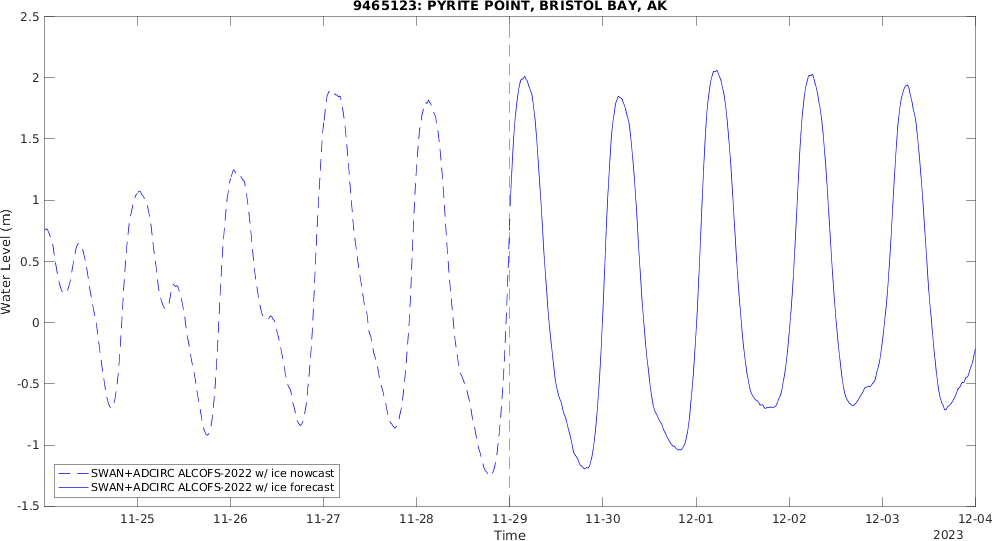 9465123: PYRITE POINT, BRISTOL BAY, AK
2.5
2
1.5
1
0.5
0
-0.5
-1
-1.5
Water Level (m)
SWAN+ADCIRC ALCOFS-2022 w/ ice nowcast
SWAN+ADCIRC ALCOFS-2022 w/ ice forecast
11-25 11-26 11-27 11-28 11-29 11-30 12-01 12-02 12-03 12-04
Time
2023